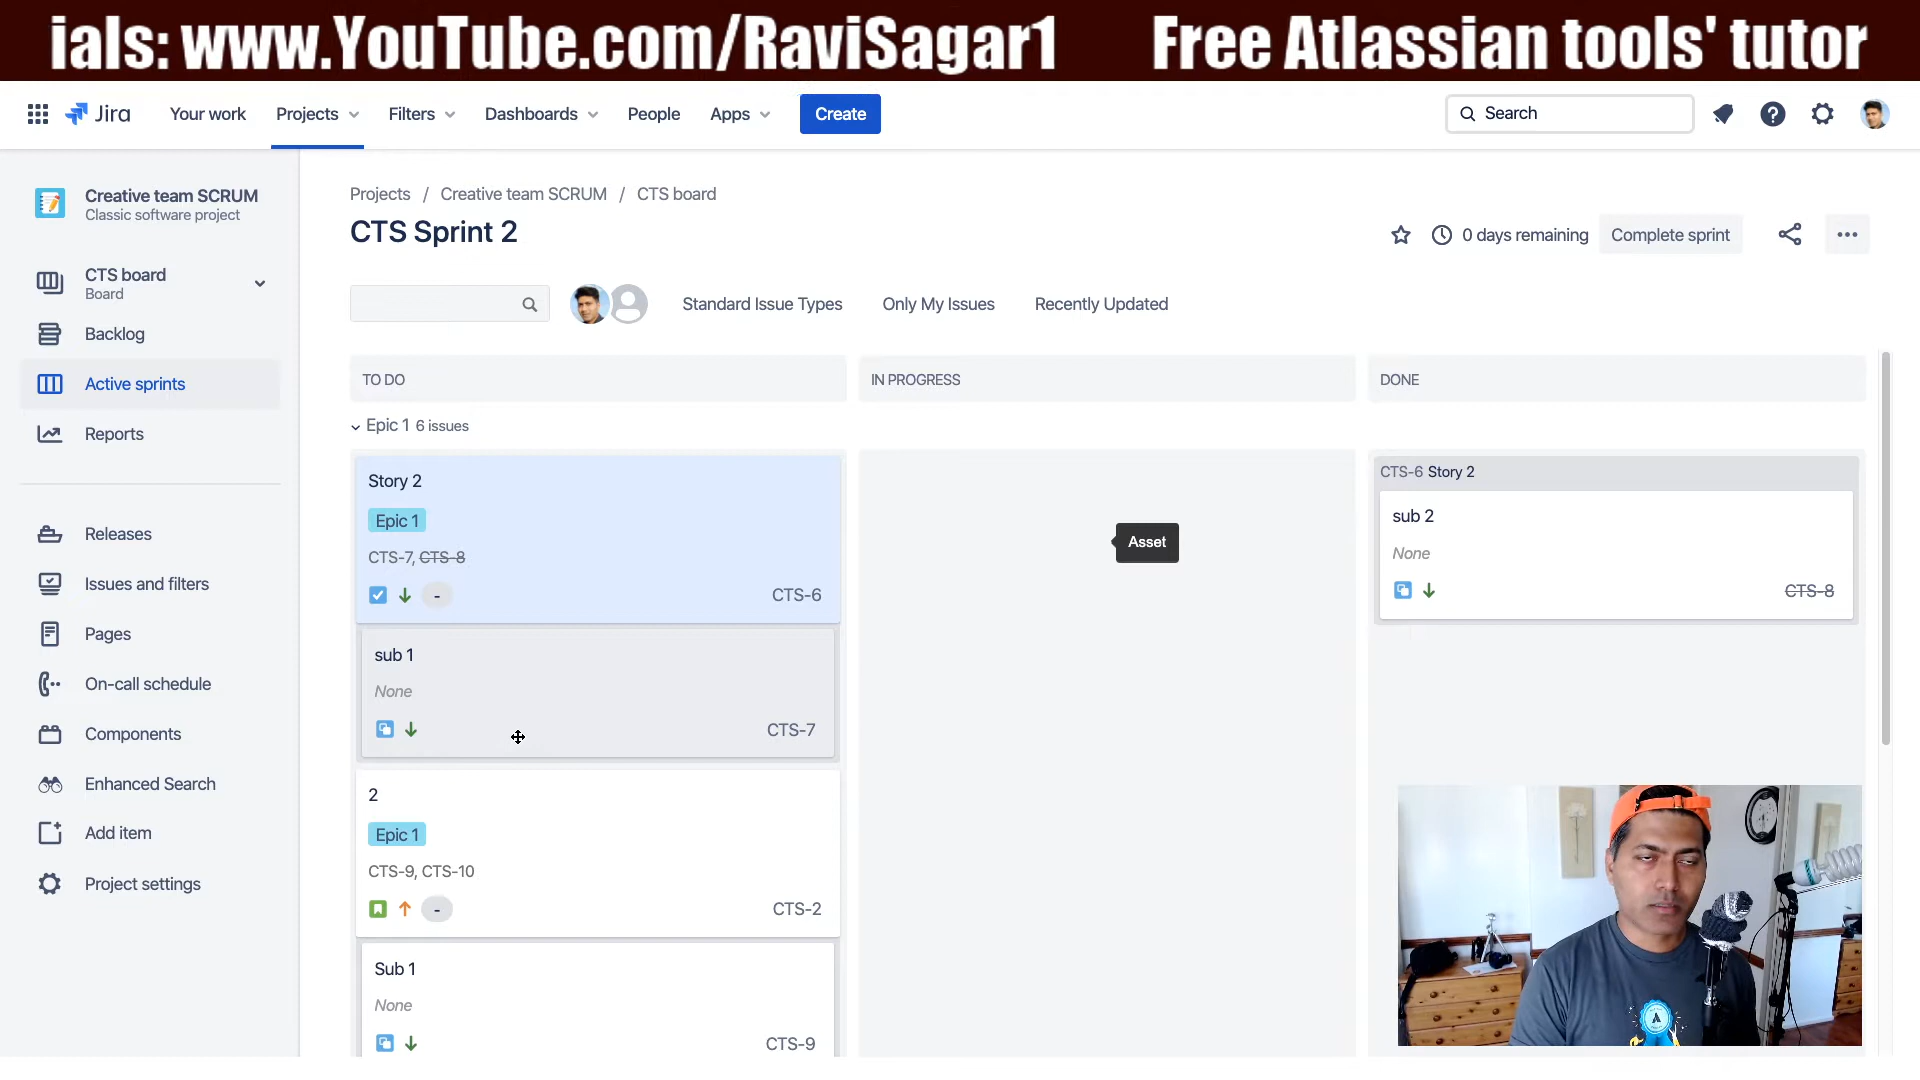 ials: www.YouTube.com/RaviSagar1 Free Atlassian tools' tutor
Jira
Your work
Projects
Filters
Dashboards
People
Apps
Create
Search
Creative team SCRUM
Classic software project
CTS board
Board
Backlog
Active sprints
Reports
Releases
Issues and filters
Pages
On-call schedule
Components
Enhanced Search
Add item
Project settings
Projects / Creative team SCRUM / CTS board
CTS Sprint 2
0 days remaining
Complete sprint
Standard Issue Types
Only My Issues
Recently Updated
TO DO
IN PROGRESS
DONE
Epic 1 6 issues
Story 2
Epic 1
CTS-7, CTS-8
-
CTS-6
sub 1
None
CTS-7
2
Epic 1
CTS-9, CTS-10
-
CTS-2
Sub 1
None
CTS-9
Asset
CTS-6 Story 2
sub 2
None
CTS-8